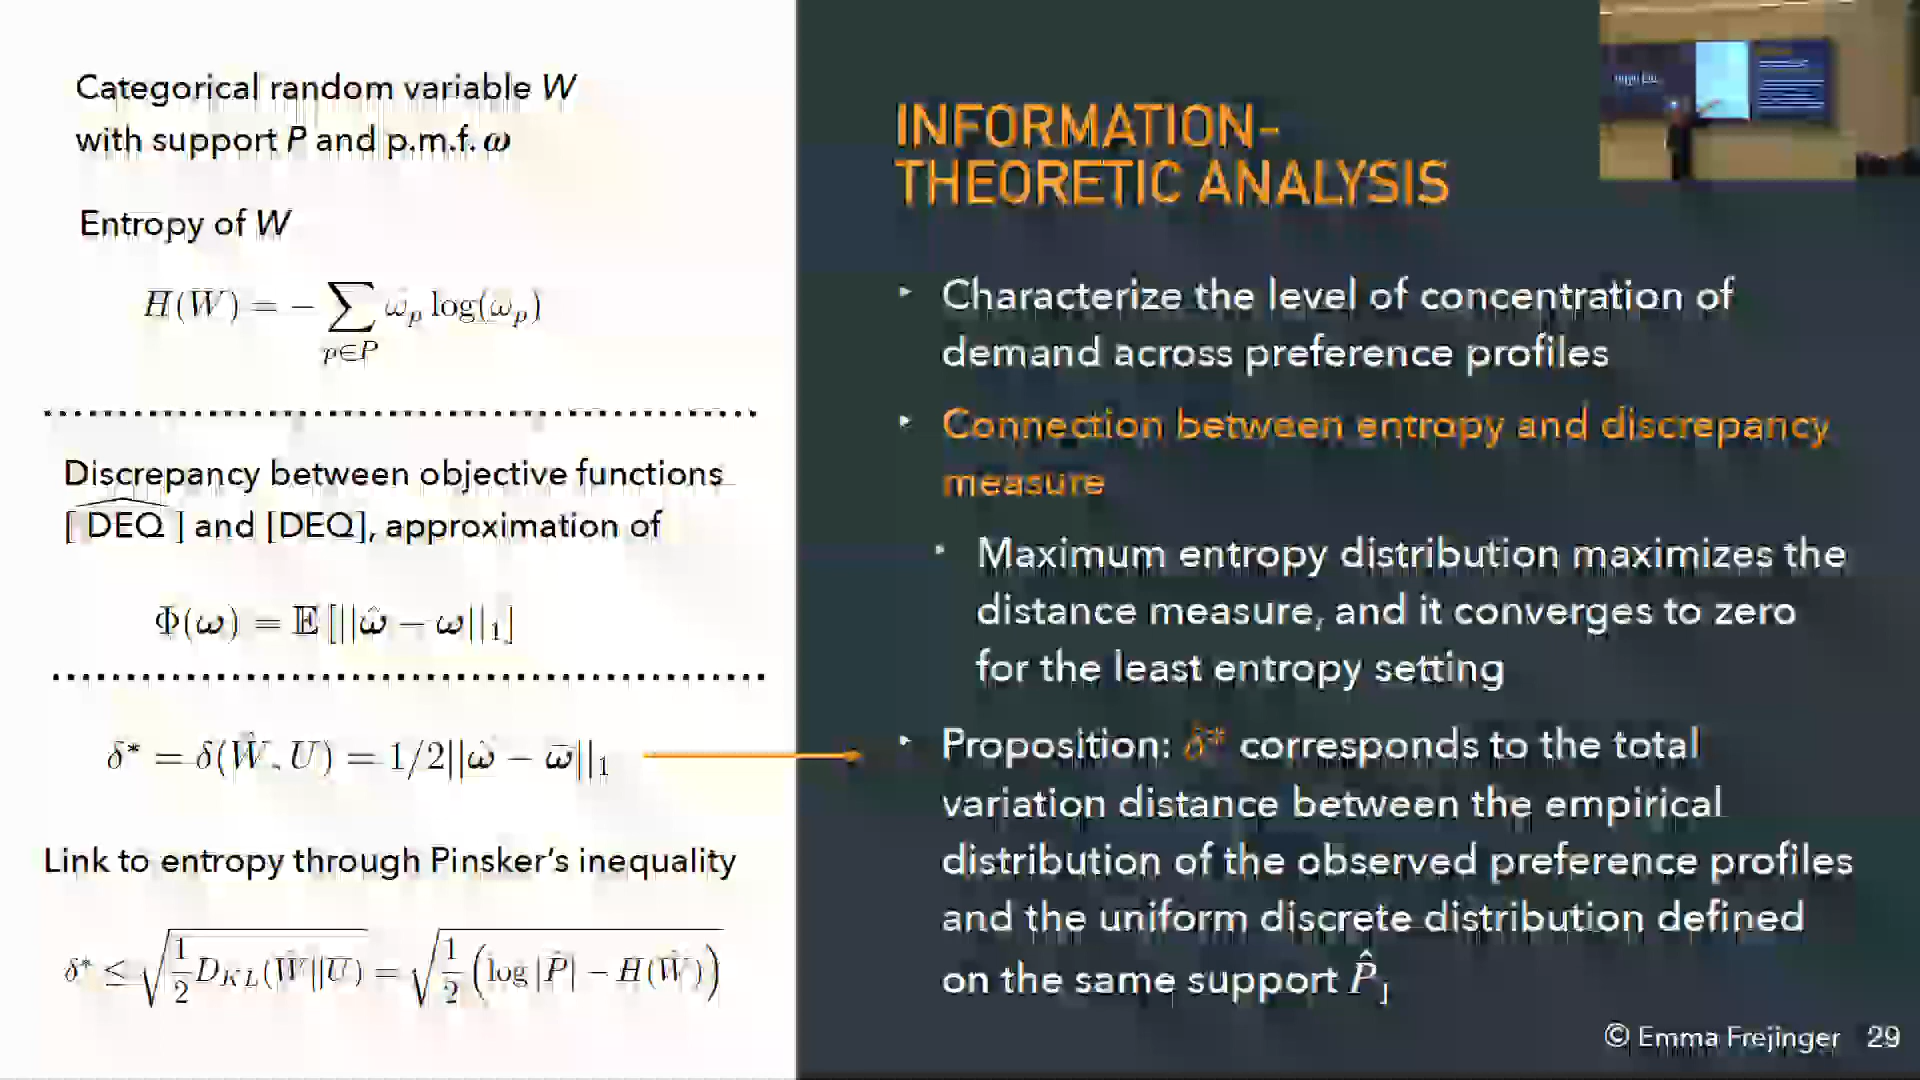 Categorical random variable W
with support P and p.m.f. ω
Entropy of W
H(W) = − ∑ ω_p log(ω_p)
p∈P
Discrepancy between objective functions
[ \widehat{DEQ} ] and [DEQ], approximation of
Φ(ω) = 𝔼 [||ω̂ − ω||₁]
δ* = δ(Ŵ, U) = 1/2||ω̂ − ω̄||₁
Link to entropy through Pinsker's inequality
δ* ≤ √(1/2 D_{KL}(Ŵ||U)) = √(1/2 (log |P̂| − H(Ŵ)))
INFORMATION-
THEORETIC ANALYSIS
‣ Characterize the level of concentration of
demand across preference profiles
‣ Connection between entropy and discrepancy
measure
‣ Maximum entropy distribution maximizes the
distance measure, and it converges to zero
for the least entropy setting
‣ Proposition: δ* corresponds to the total
variation distance between the empirical
distribution of the observed preference profiles
and the uniform discrete distribution defined
on the same support P̂_J
© Emma Frejinger 29